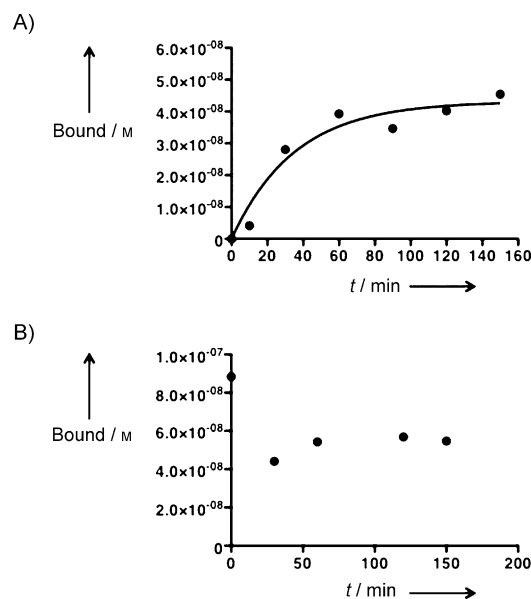 A)
Bound / M
6.0×10⁻⁰⁸
5.0×10⁻⁰⁸
4.0×10⁻⁰⁸
3.0×10⁻⁰⁸
2.0×10⁻⁰⁸
1.0×10⁻⁰⁸
0
0 20 40 60 80 100 120 140 160
t / min
B)
Bound / M
1.0×10⁻⁰⁷
8.0×10⁻⁰⁸
6.0×10⁻⁰⁸
4.0×10⁻⁰⁸
2.0×10⁻⁰⁸
0
0 50 100 150 200
t / min